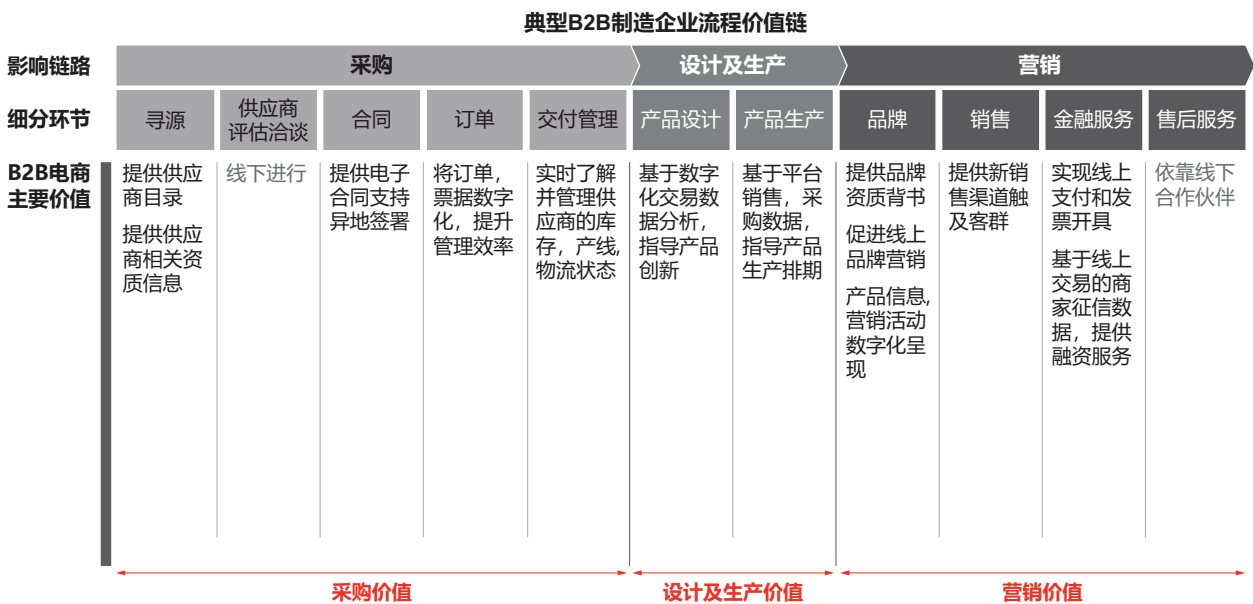 典型B2B制造企业流程价值链
影响链路
采购
设计及生产
营销
细分环节
寻源
供应商
评估洽谈
合同
订单
交付管理
产品设计
产品生产
品牌
销售
金融服务
售后服务
B2B电商
主要价值
提供供应
商目录
提供供应
商相关资
质信息
线下进行
提供电子
合同支持
异地签署
将订单，
票据数字
化，提升
管理效率
实时了解
并管理供
应商的库
存，产线,
物流状态
基于数字
化交易数
据分析，
指导产品
创新
基于平台
销售，采
购数据，
指导产品
生产排期
提供品牌
资质背书
促进线上
品牌营销
产品信息,
营销活动
数字化呈
现
提供新销
售渠道触
及客群
实现线上
支付和发
票开具
基于线上
交易的商
家征信数
据，提供
融资服务
依靠线下
合作伙伴
采购价值
设计及生产价值
营销价值